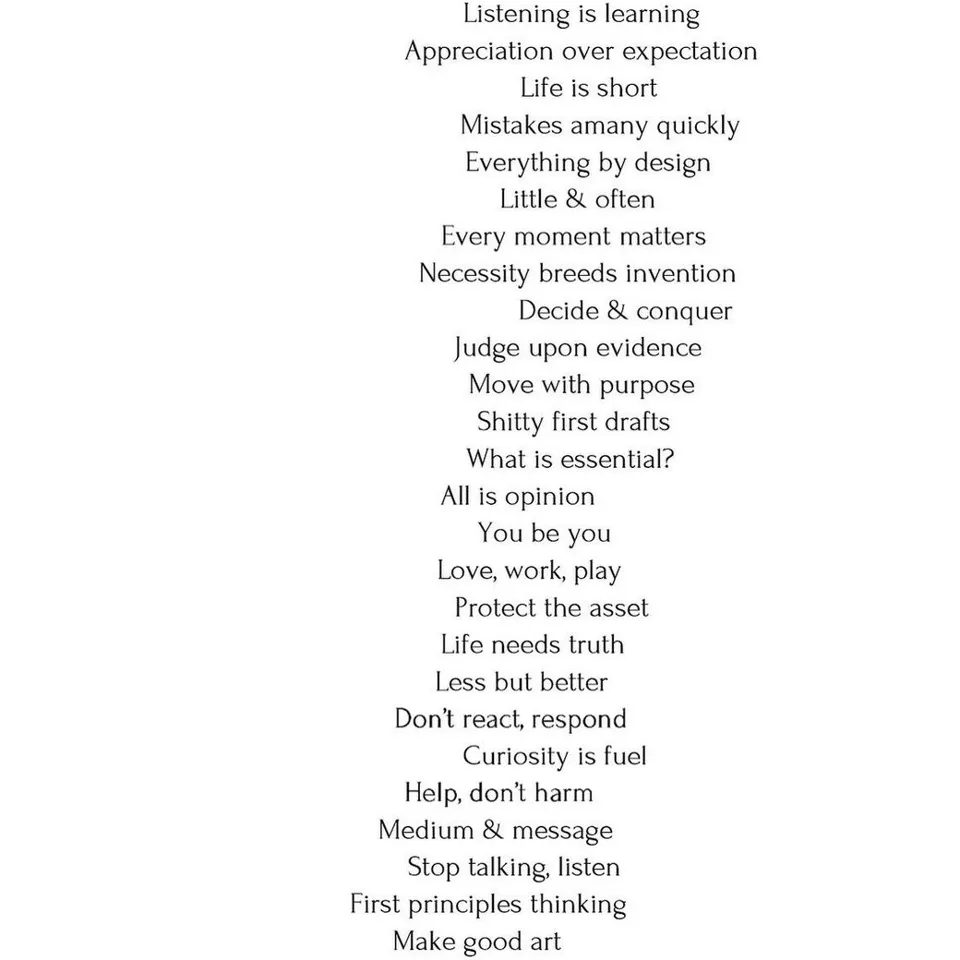 Listening is learning
Appreciation over expectation
Life is short
Mistakes amany quickly
Everything by design
Little & often
Every moment matters
Necessity breeds invention
Decide & conquer
Judge upon evidence
Move with purpose
Shitty first drafts
What is essential?
All is opinion
You be you
Love, work, play
Protect the asset
Life needs truth
Less but better
Don't react, respond
Curiosity is fuel
Help, don't harm
Medium & message
Stop talking, listen
First principles thinking
Make good art